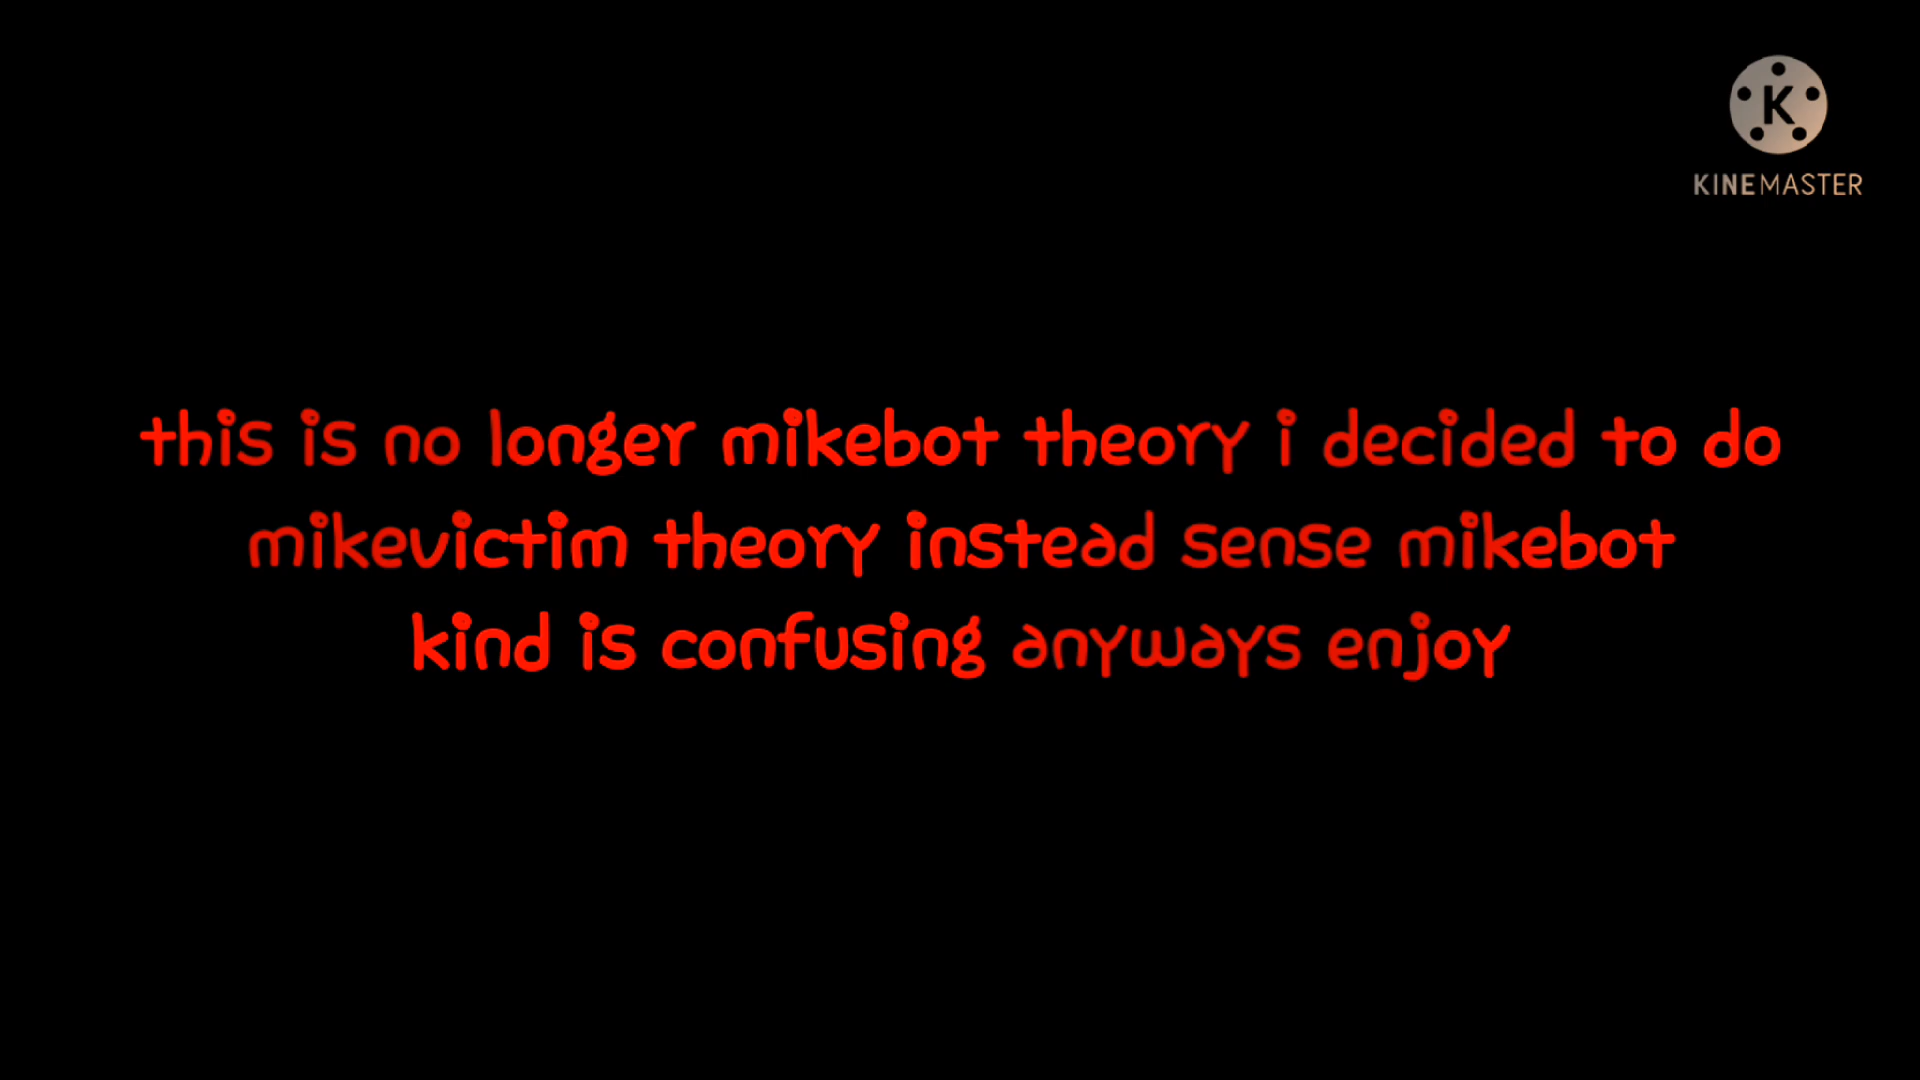 K
KINEMASTER
this is no longer mikebot theory i decided to do
mikevictim theory instead sense mikebot
kind is confusing anyways enjoy